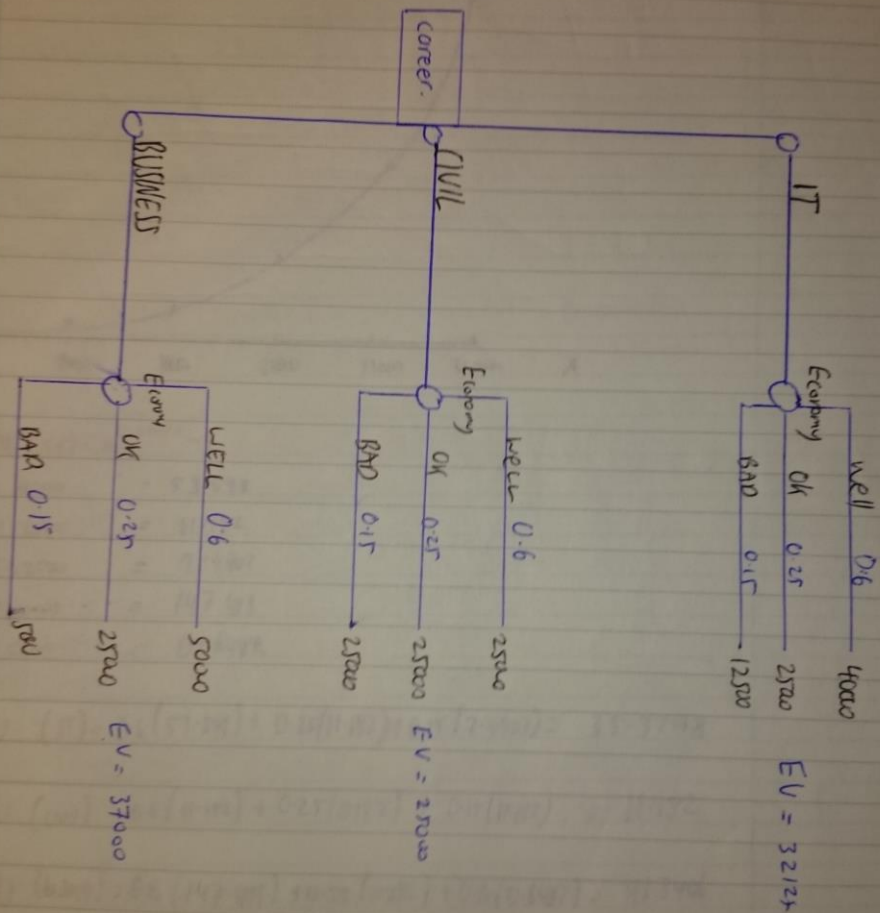 career.
IT
Economy
Well 0.6 40000
OK 0.25 25000
BAD 0.15 12500
EV = 32125
CIVIL
Economy
WELL 0.6 25000
OK 0.25 25000
BAD 0.15 25000
EV = 25000
BUSINESS
Economy
WELL 0.6 50000
OK 0.25 25000
BAD 0.15 5000
EV = 37000